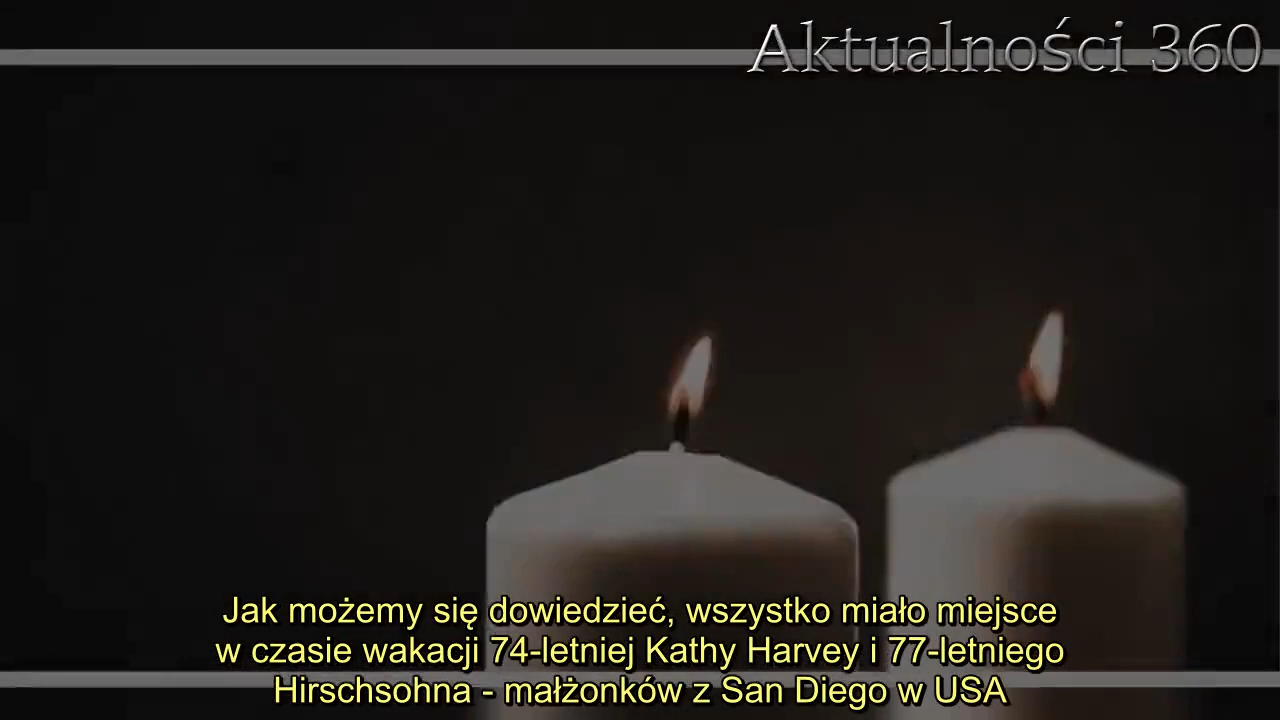 Aktualności 360
Jak możemy się dowiedzieć, wszystko miało miejsce
w czasie wakacji 74-letniej Kathy Harvey i 77-letniego
Hirschsohna - małżonków z San Diego w USA